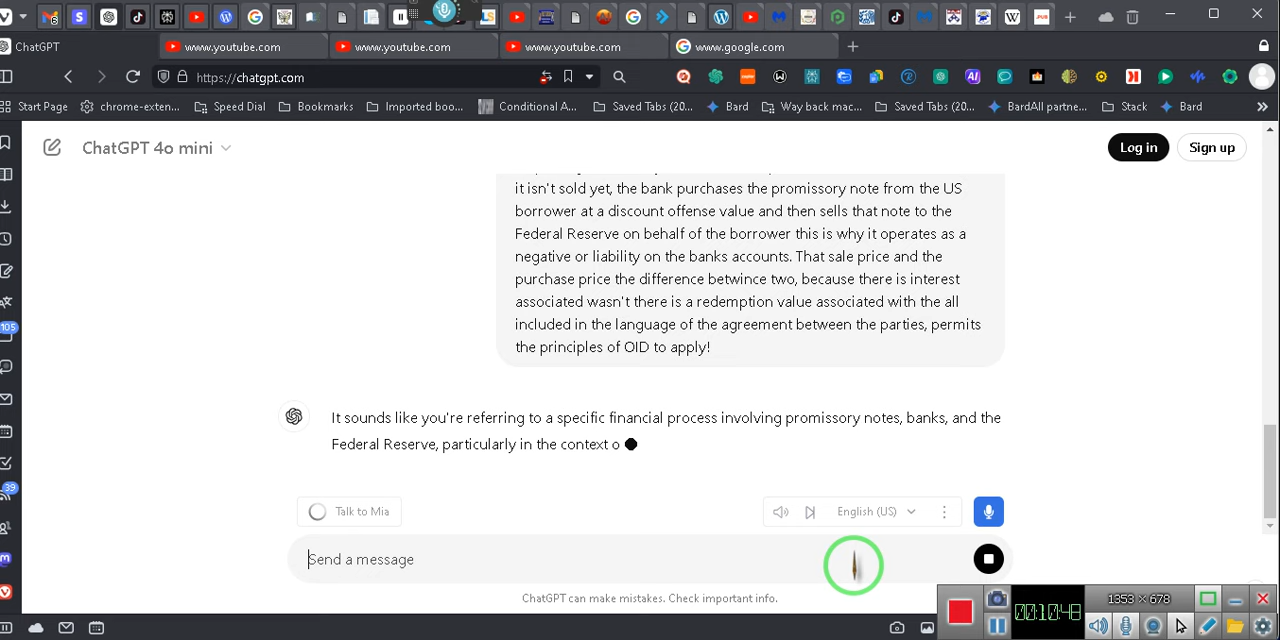 www.youtube.com
www.youtube.com
www.youtube.com
www.google.com
ChatGPT
https://chatgpt.com
Start Page
chrome-exten...
Speed Dial
Bookmarks
Imported boo...
Conditional A...
Saved Tabs (20...
Bard
Way back mac...
Saved Tabs (20...
BardAll partne...
Stack
Bard
ChatGPT 4o mini
Log in
Sign up
it isn't sold yet, the bank purchases the promissory note from the US
borrower at a discount offense value and then sells that note to the
Federal Reserve on behalf of the borrower this is why it operates as a
negative or liability on the banks accounts. That sale price and the
purchase price the difference betwince two, because there is interest
associated wasn't there is a redemption value associated with the all
included in the language of the agreement between the parties, permits
the principles of OID to apply!
It sounds like you're referring to a specific financial process involving promissory notes, banks, and the
Federal Reserve, particularly in the context o
Talk to Mia
English (US)
Send a message
ChatGPT can make mistakes. Check important info.
105
39
1353 × 678
00:10:48